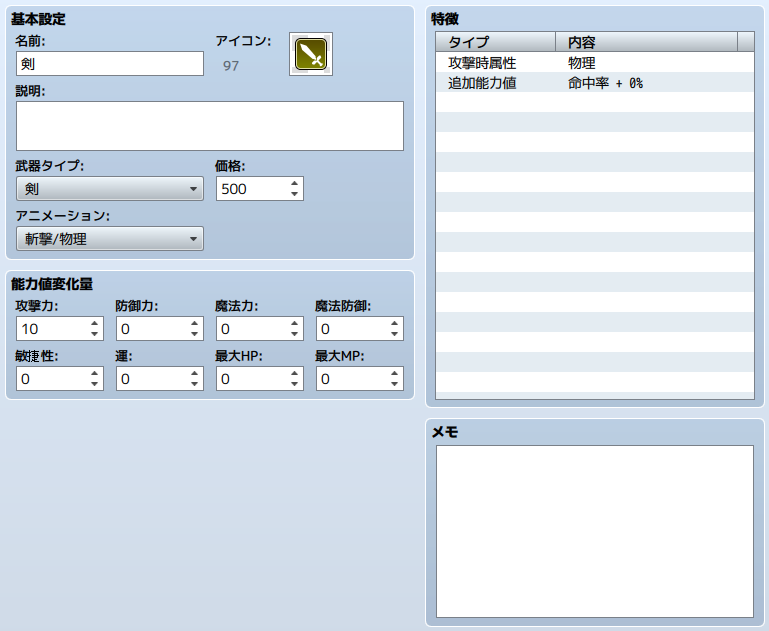 基本設定
名前:
アイコン:
剣
97
説明:
武器タイプ:
価格:
剣
500
アニメーション:
斬撃/物理
能力値変化量
攻撃力:
防御力:
魔法力:
魔法防御:
10
0
0
0
敏捷性:
運:
最大HP:
最大MP:
0
0
0
0
特徴
タイプ
内容
攻撃時属性
物理
追加能力値
命中率 + 0%
メモ